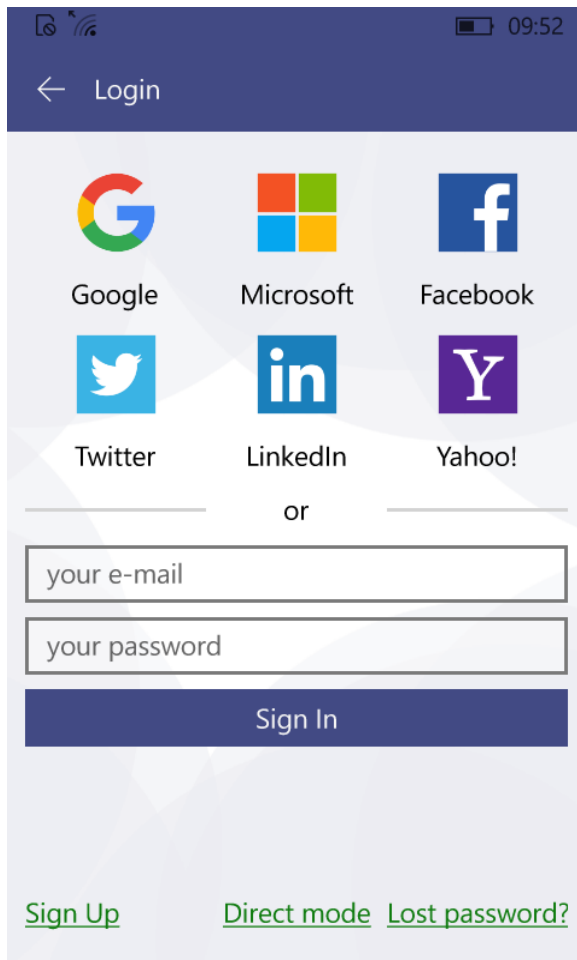 09:52
Login
Google Microsoft Facebook
in Y
Twitter LinkedIn Yahoo!
or
your e-mail
your password
Sign In
Sign Up Direct mode Lost password?